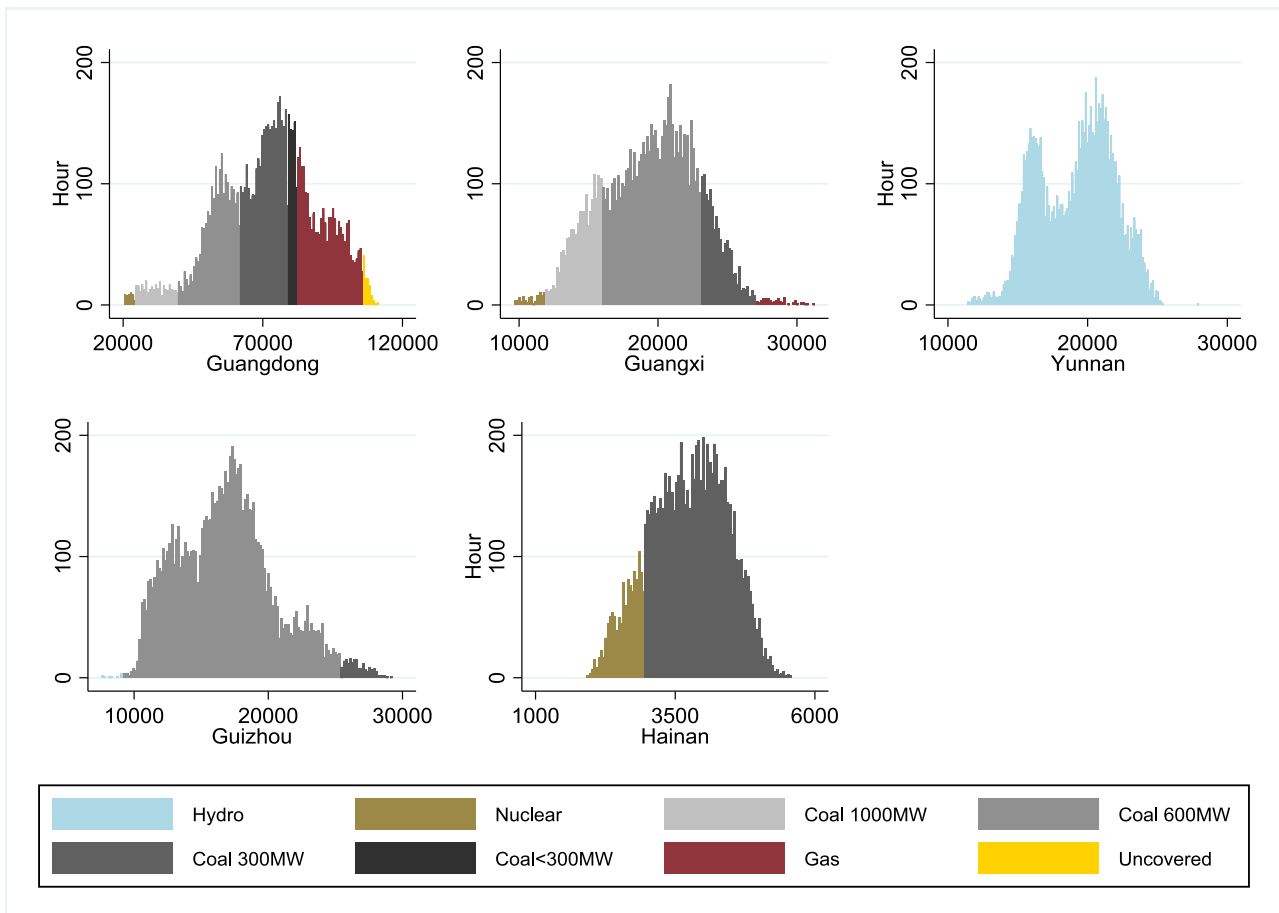 200
100
0
Hour
20000 70000 120000
Guangdong
200
100
0
Hour
10000 20000 30000
Guangxi
200
100
0
10000 20000 30000
Yunnan
200
100
0
10000 20000 30000
Guizhou
200
100
0
Hour
1000 3500 6000
Hainan
Hydro Nuclear Coal 1000MW Coal 600MW
Coal 300MW Coal<300MW Gas Uncovered